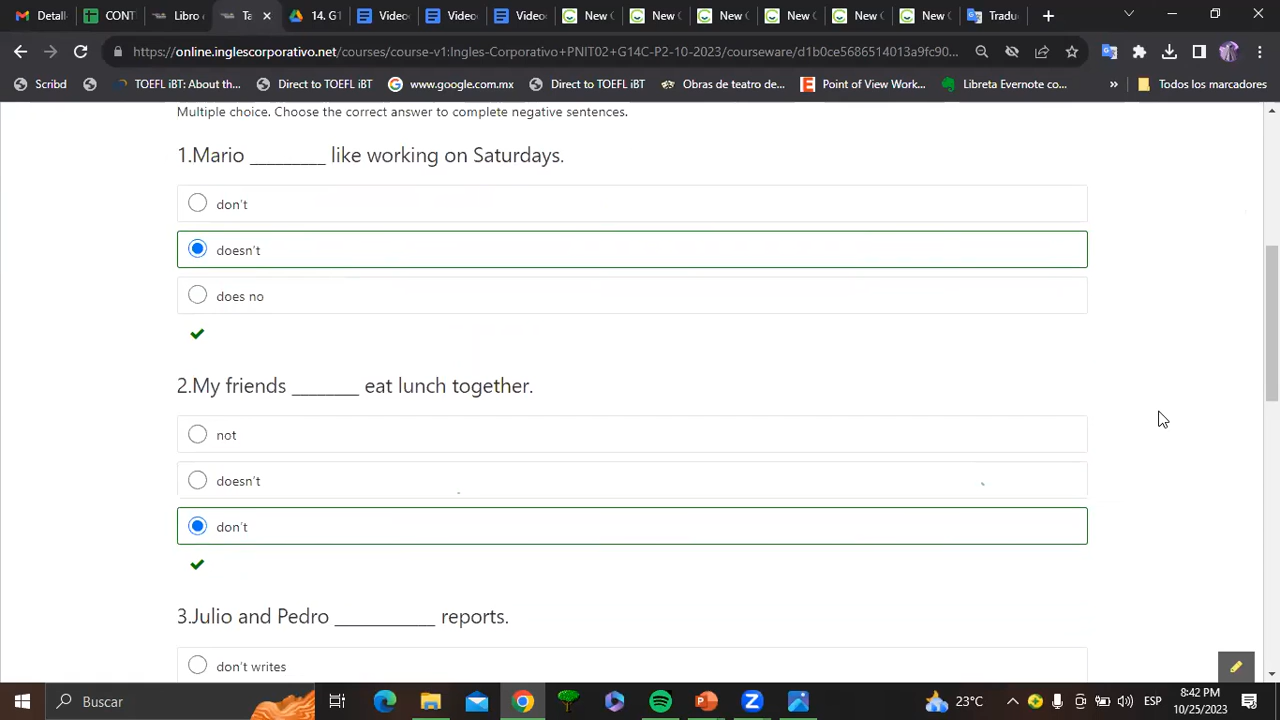 Detall
CONT
Libro
Ta
14. G1
Video
Video
Video
New
New
New
New
New
New
Tradu
https://online.inglescorporativo.net/courses/course-v1:Ingles-Corporativo+PNIT02+G14C-P2-10-2023/courseware/d1b0ce5686514013a9fc90...
Scribd
TOEFL iBT: About th...
Direct to TOEFL iBT
www.google.com.mx
Direct to TOEFL iBT
Obras de teatro de...
Point of View Work...
Libreta Evernote co...
»
Todos los marcadores
Multiple choice. Choose the correct answer to complete negative sentences.
1.Mario _________ like working on Saturdays.
don't
doesn't
does no
2.My friends ________ eat lunch together.
not
doesn't
don't
3.Julio and Pedro ____________ reports.
don't writes
Buscar
23°C
ESP
8:42 PM
10/25/2023